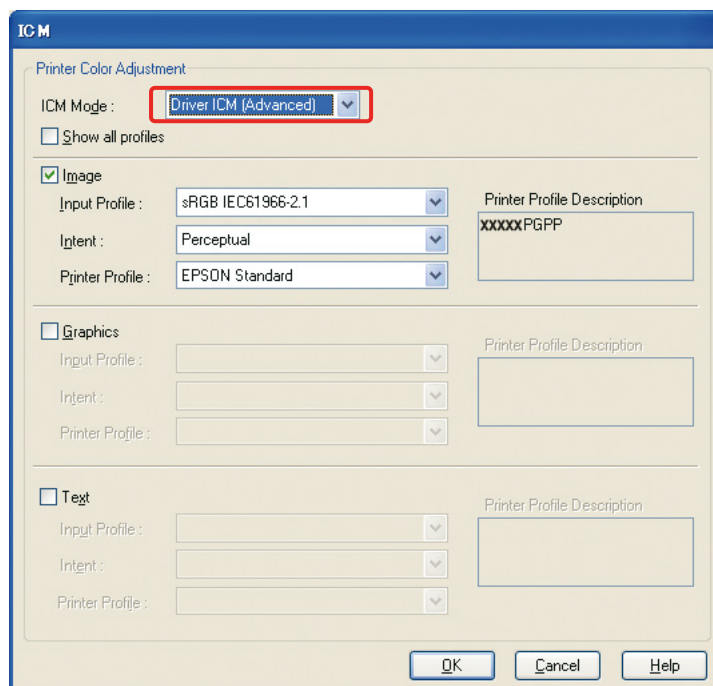 ICM
Printer Color Adjustment
ICM Mode : Driver ICM (Advanced)
Show all profiles
Image
Input Profile : sRGB IEC61966-2.1
Intent : Perceptual
Printer Profile : EPSON Standard
Printer Profile Description
xxxxxPGPP
Graphics
Input Profile :
Intent :
Printer Profile :
Printer Profile Description
Text
Input Profile :
Intent :
Printer Profile :
Printer Profile Description
OK Cancel Help